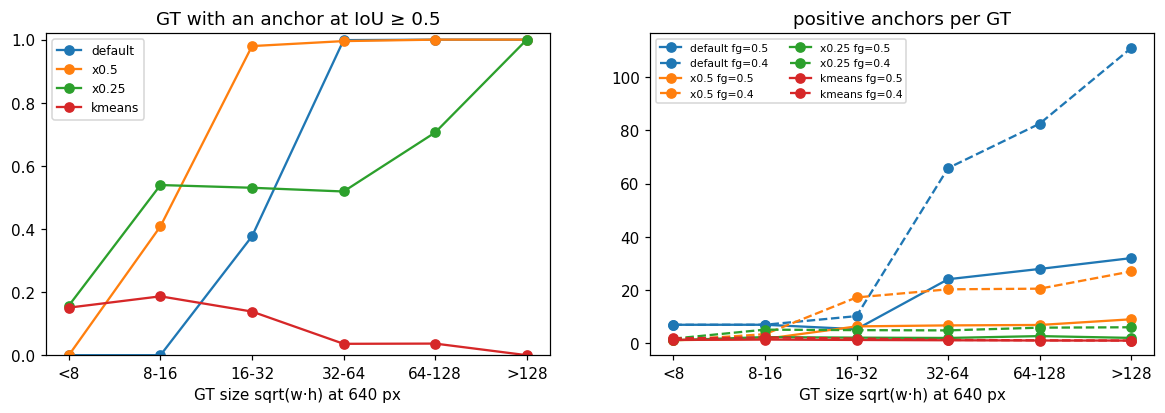 GT with an anchor at IoU ≥ 0.5
1.0
0.8
0.6
0.4
0.2
0.0
default
x0.5
x0.25
kmeans
<8
8-16
16-32
32-64
64-128
>128
GT size sqrt(w·h) at 640 px
positive anchors per GT
100
80
60
40
20
0
default fg=0.5
default fg=0.4
x0.5 fg=0.5
x0.5 fg=0.4
x0.25 fg=0.5
x0.25 fg=0.4
kmeans fg=0.5
kmeans fg=0.4
<8
8-16
16-32
32-64
64-128
>128
GT size sqrt(w·h) at 640 px